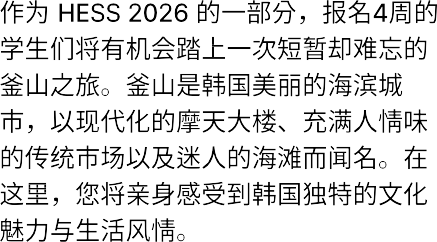 作为 HESS 2026 的一部分，报名4周的
学生们将有机会踏上一次短暂却难忘的
釜山之旅。釜山是韩国美丽的海滨城
市，以现代化的摩天大楼、充满人情味
的传统市场以及迷人的海滩而闻名。在
这里，您将亲身感受到韩国独特的文化
魅力与生活风情。